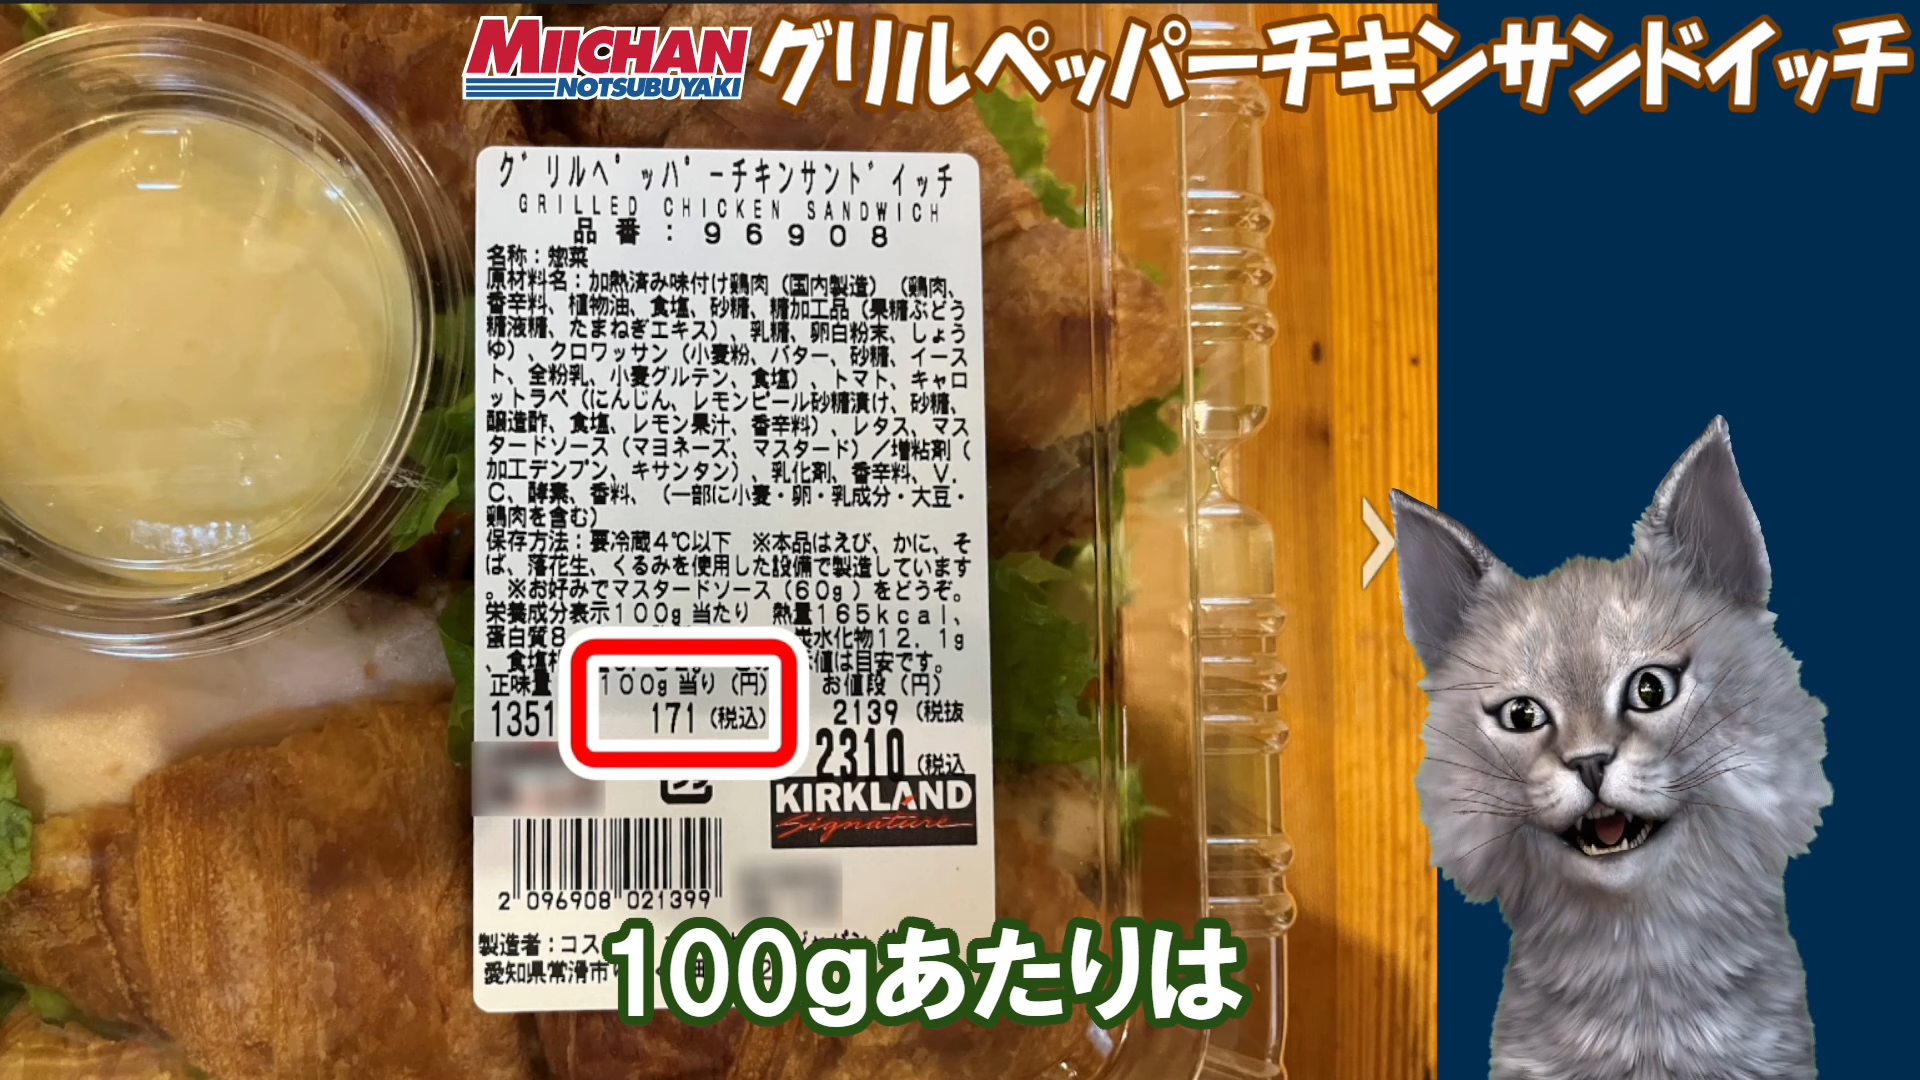 MIICHAN
NOTSUBUYAKI
グリルペッパーチキンサンドイッチ
グリルペッパーチキンサンドイッチ
GRILLED CHICKEN SANDWICH
品番:96908
名称:惣菜
原材料名:加熱済み味付け鶏肉(国内製造)(鶏肉、
香辛料、植物油、食塩、砂糖、糖加工品(果糖ぶどう
糖液糖、たまねぎエキス)、乳糖、卵白粉末、しょう
ゆ)、クロワッサン(小麦粉、バター、砂糖、イース
ト、全粉乳、小麦グルテン、食塩)、トマト、キャロ
ットラペ(にんじん、レモンピール砂糖漬け、砂糖、
醸造酢、食塩、レモン果汁、香辛料)、レタス、マス
タードソース(マヨネーズ、マスタード)/増粘剤(
加工デンプン、キサンタン)、乳化剤、香辛料、V.
C、酵素、香料、(一部に小麦・卵・乳成分・大豆・
鶏肉を含む)
保存方法:要冷蔵4℃以下 ※本品はえび、かに、そ
ば、落花生、くるみを使用した設備で製造しています
。※お好みでマスタードソース(60g)をどうぞ。
栄養成分表示100g当たり 熱量165kcal、
蛋白質8 炭水化物12.1g
、食塩相 値は目安です。
正味量 100g当り(円) お値段(円)
1351 171(税込) 2139(税抜
2310(税込
KIRKLAND
Signature
2 096908 021399
製造者:コス
愛知県常滑市
100gあたりは